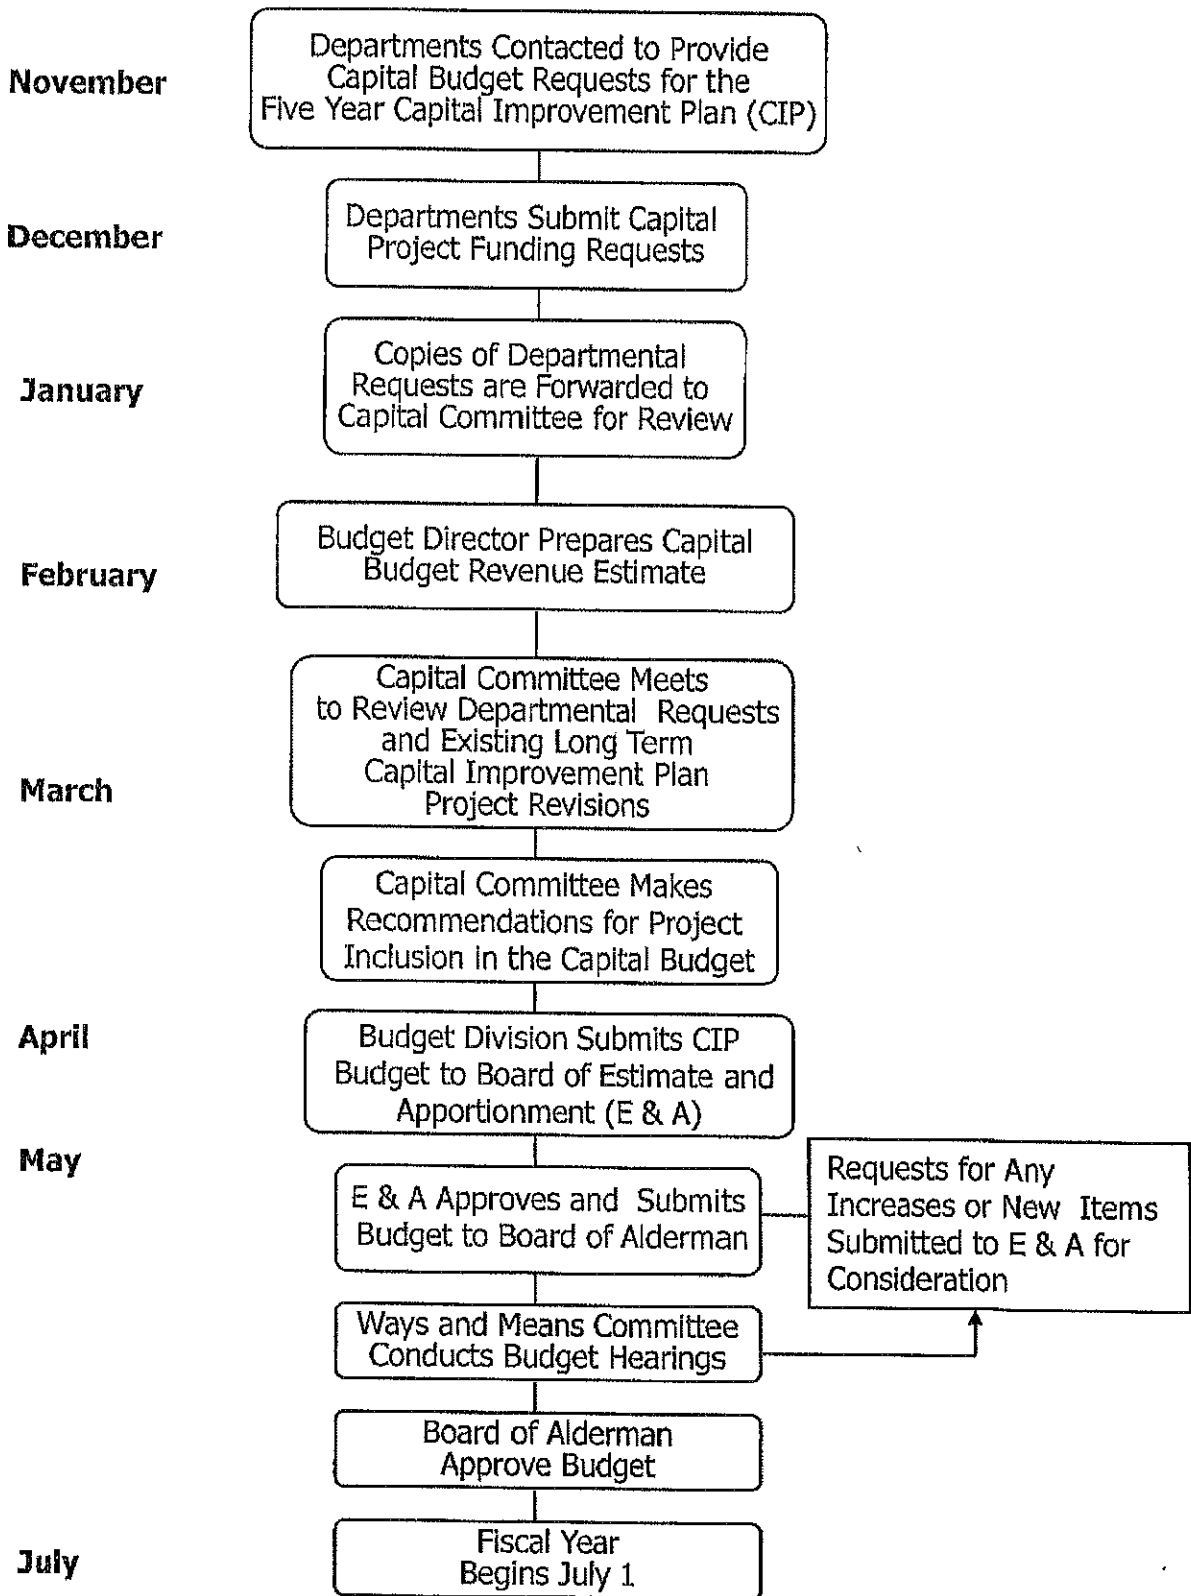 November
Departments Contacted to Provide
Capital Budget Requests for the
Five Year Capital Improvement Plan (CIP)
December
Departments Submit Capital
Project Funding Requests
January
Copies of Departmental
Requests are Forwarded to
Capital Committee for Review
February
Budget Director Prepares Capital
Budget Revenue Estimate
March
Capital Committee Meets
to Review Departmental Requests
and Existing Long Term
Capital Improvement Plan
Project Revisions
Capital Committee Makes
Recommendations for Project
Inclusion in the Capital Budget
April
Budget Division Submits CIP
Budget to Board of Estimate and
Apportionment (E & A)
May
E & A Approves and Submits
Budget to Board of Alderman
Requests for Any
Increases or New Items
Submitted to E & A for
Consideration
Ways and Means Committee
Conducts Budget Hearings
Board of Alderman
Approve Budget
July
Fiscal Year
Begins July 1